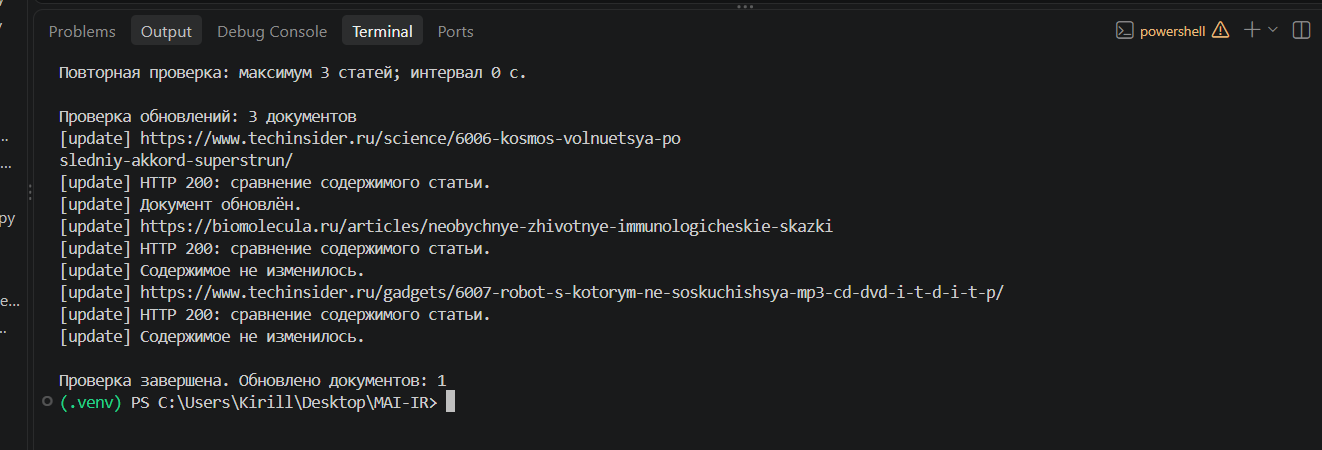 Problems Output Debug Console Terminal Ports powershell
Повторная проверка: максимум 3 статей; интервал 0 с.
Проверка обновлений: 3 документов
[update] https://www.techinsider.ru/science/6006-kosmos-volnuetsya-po
sledniy-akkord-superstrun/
[update] HTTP 200: сравнение содержимого статьи.
[update] Документ обновлён.
[update] https://biomolecula.ru/articles/neobychnye-zhivotnye-immunologicheskie-skazki
[update] HTTP 200: сравнение содержимого статьи.
[update] Содержимое не изменилось.
[update] https://www.techinsider.ru/gadgets/6007-robot-s-kotorym-ne-soskuchishsya-mp3-cd-dvd-i-t-d-i-t-p/
[update] HTTP 200: сравнение содержимого статьи.
[update] Содержимое не изменилось.
Проверка завершена. Обновлено документов: 1
(.venv) PS C:\Users\Kirill\Desktop\MAI-IR>
...
...
py
e...
...